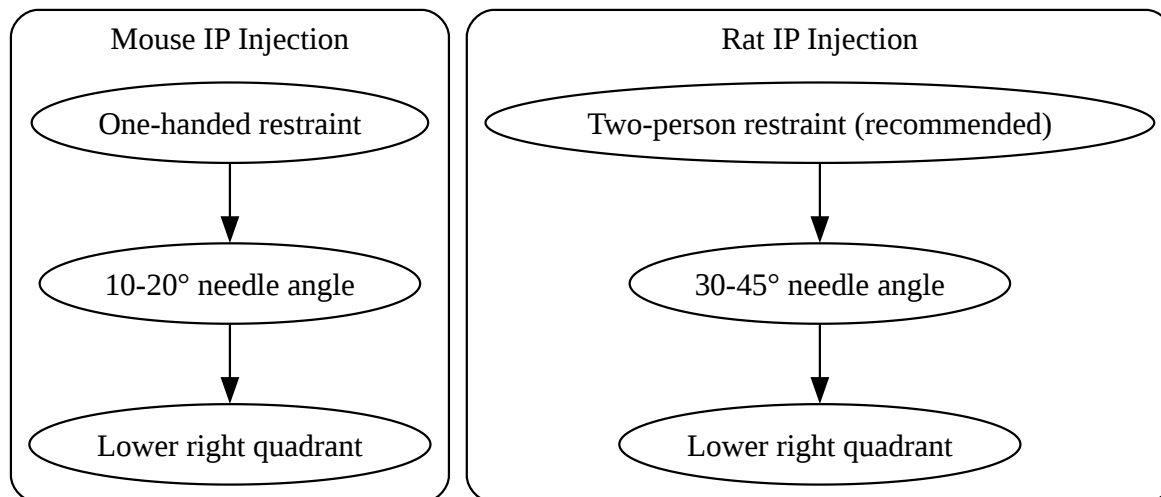 Mouse IP Injection
One-handed restraint
10-20° needle angle
Lower right quadrant
Rat IP Injection
Two-person restraint (recommended)
30-45° needle angle
Lower right quadrant